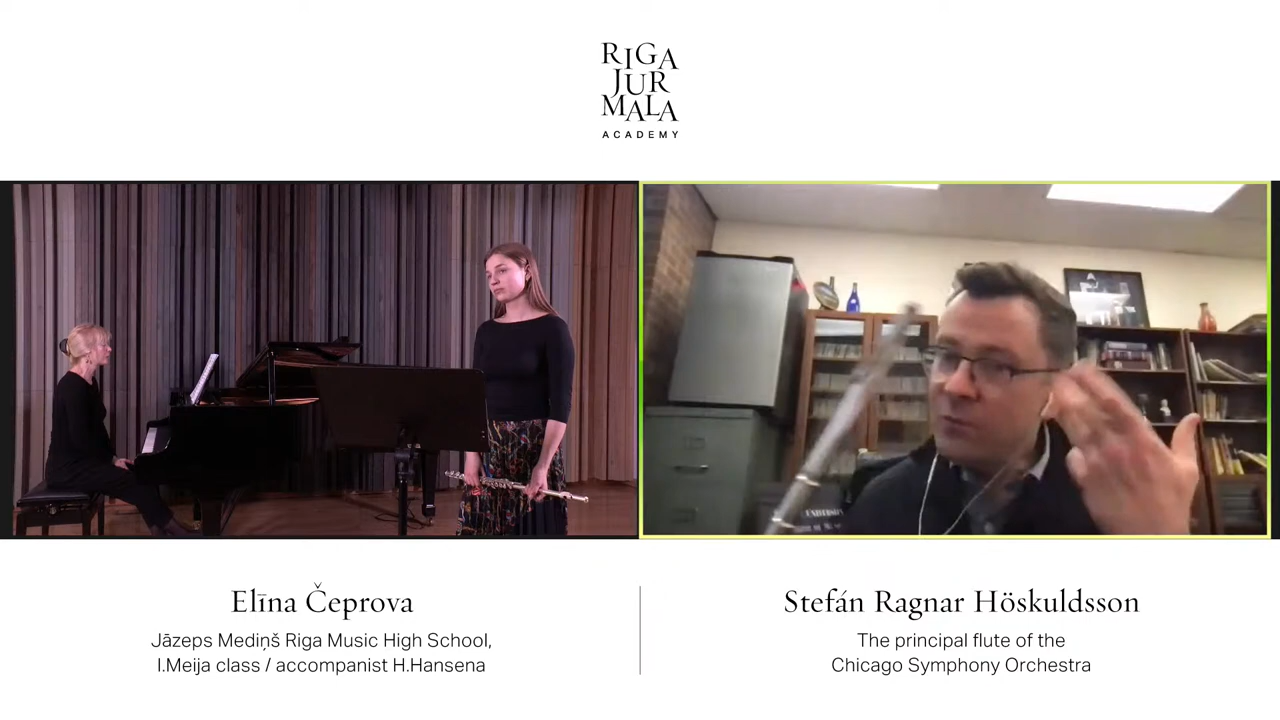 RIGA
JUR
MALA
ACADEMY
Elīna Čeprova
Jāzeps Mediņš Riga Music High School,
I.Meija class / accompanist H.Hansena
Stefán Ragnar Höskuldsson
The principal flute of the
Chicago Symphony Orchestra